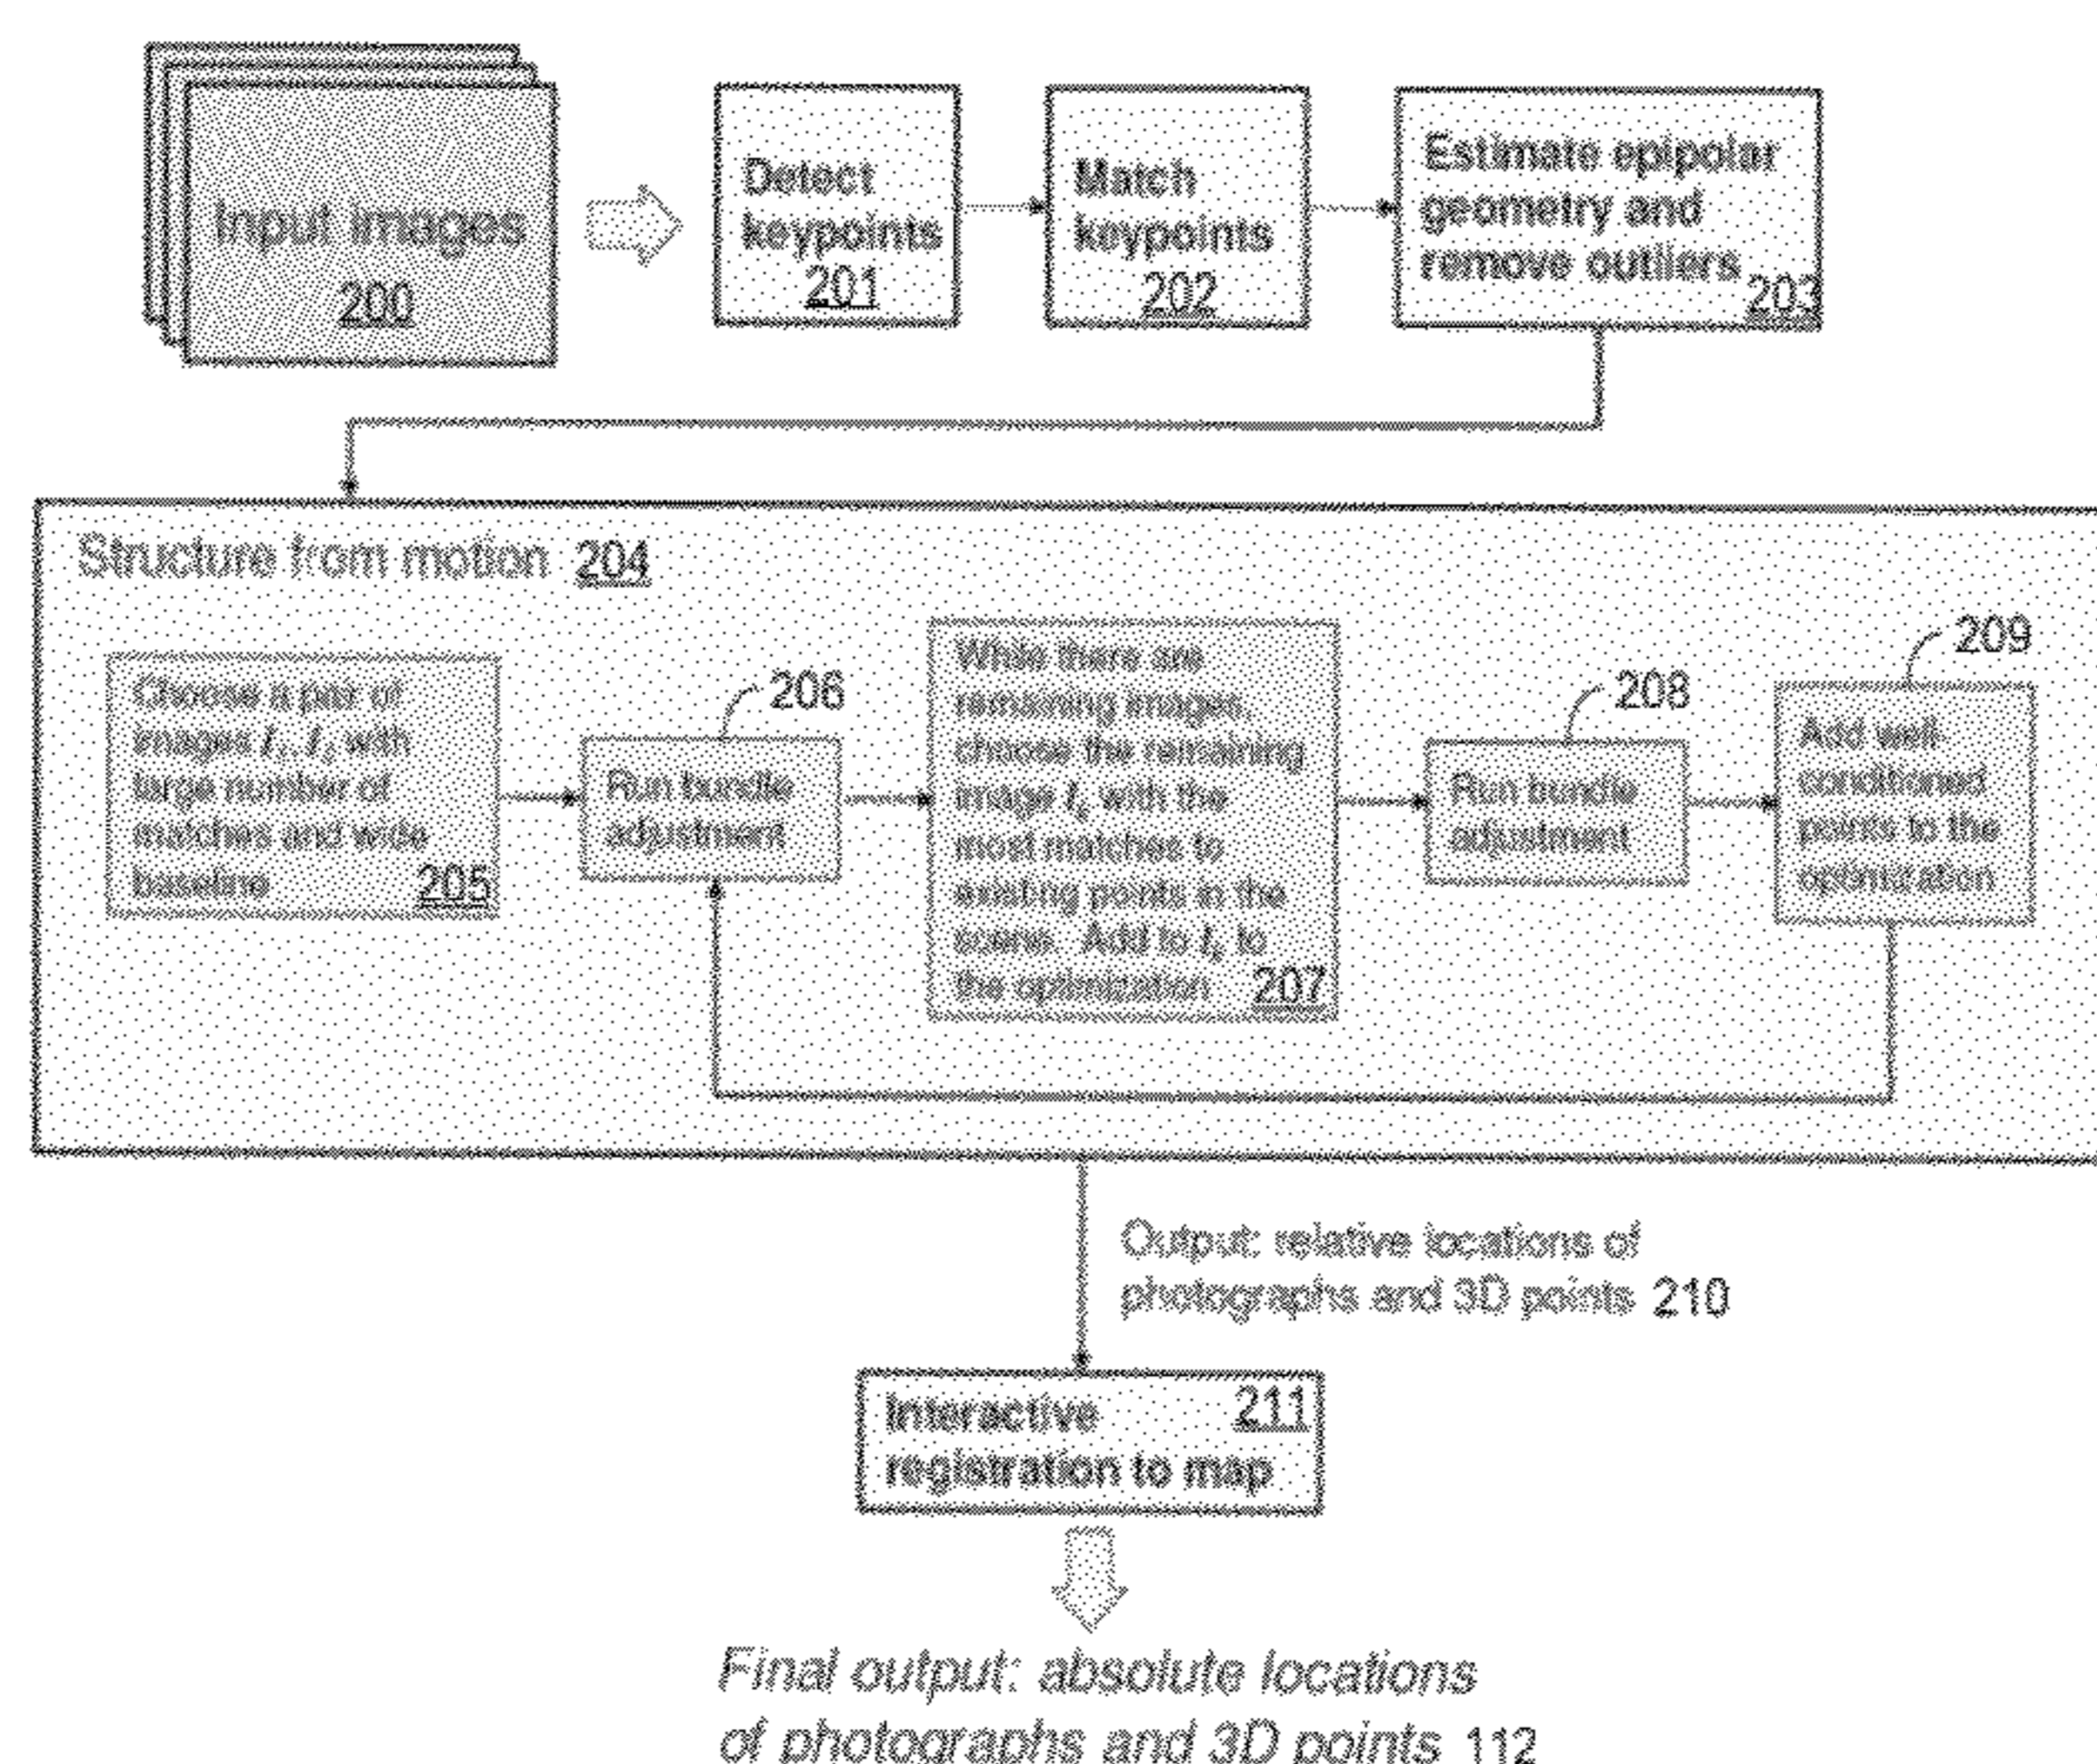 Input images
200
Detect
keypoints
201
Match
keypoints
202
Estimate epipolar
geometry and
remove outliers
203
Structure from motion 204
Choose a pair of
images I₁, I₂ with
large number of
matches and wide
baseline
205
206
Run bundle
adjustment
While there are
remaining images,
choose the remaining
image Iₖ with the
most matches to
existing points in the
scene. Add to Iₖ to
the optimization 207
208
Run bundle
adjustment
209
Add well
conditioned
points to the
optimization
Output: relative locations of
photographs and 3D points 210
Interactive 211
registration to map
Final output: absolute locations
of photographs and 3D points 112